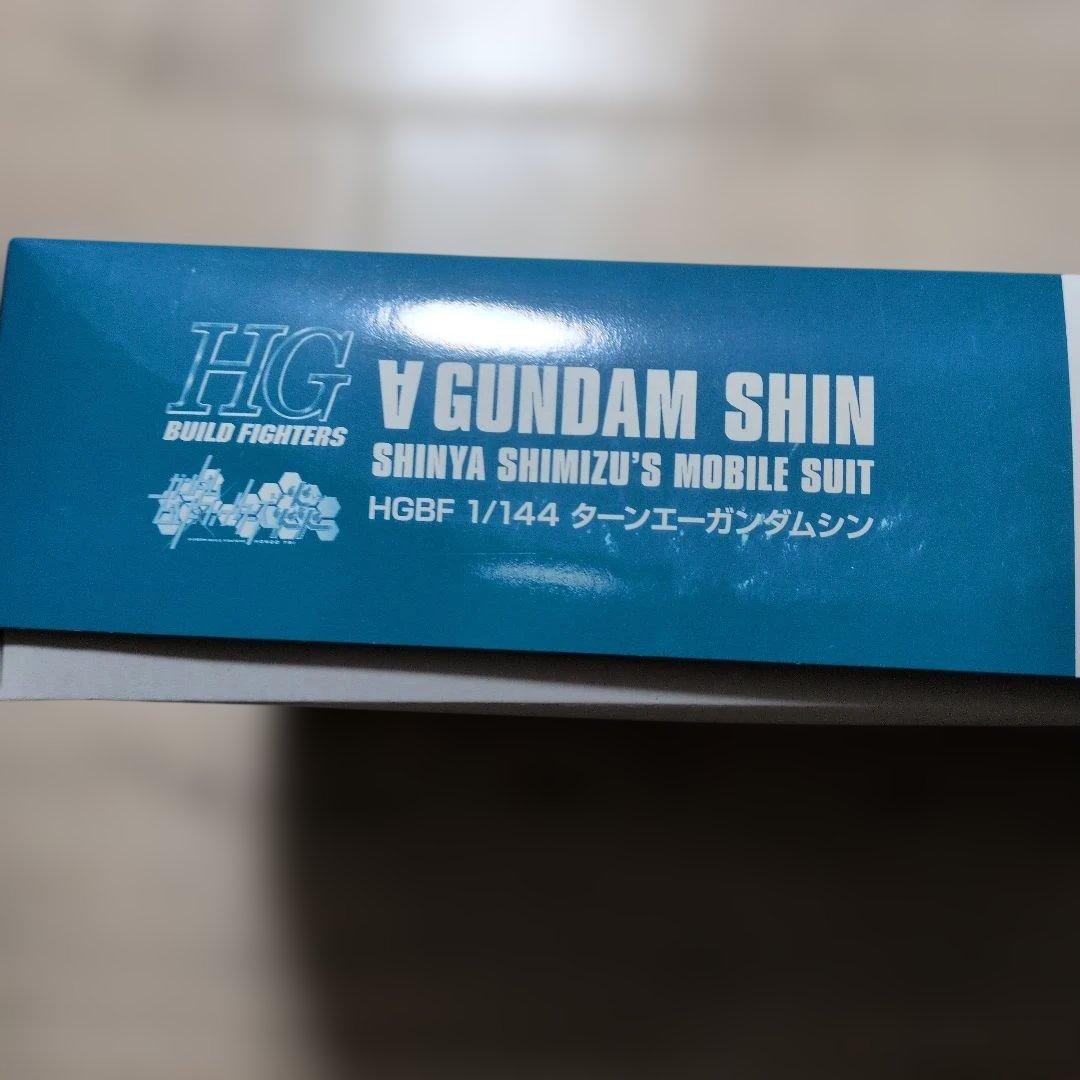 HG
BUILD FIGHTERS
∀ GUNDAM SHIN
SHINYA SHIMIZU'S MOBILE SUIT
HGBF 1/144 ターンエーガンダムシン